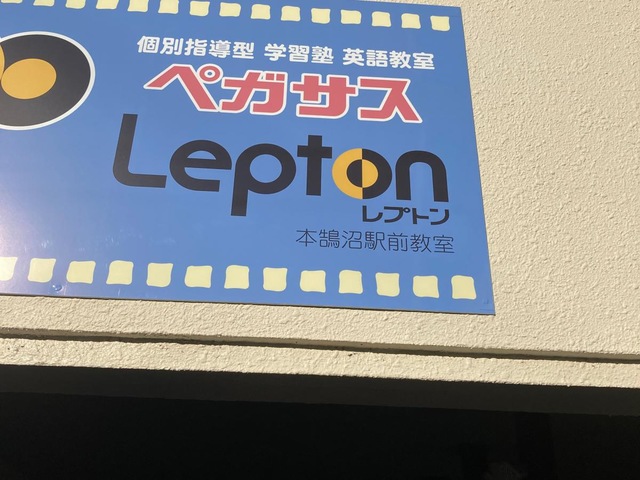 個別指導型 学習塾 英語教室
ペガサス
Lepton
レプトン
本鵠沼駅前教室